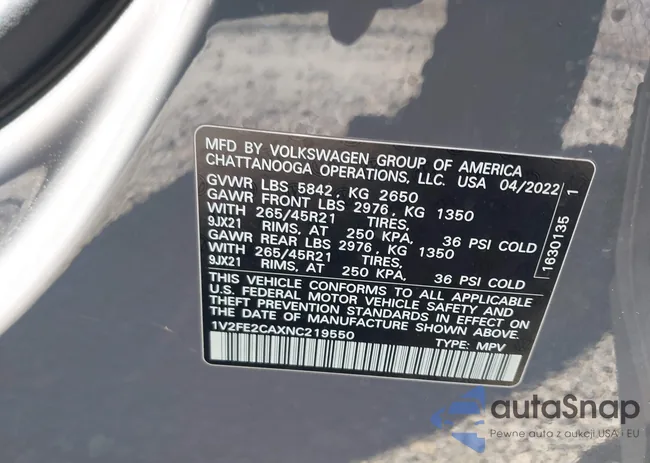 MFD BY VOLKSWAGEN GROUP OF AMERICA
CHATTANOOGA OPERATIONS, LLC. USA 04/2022
GVWR LBS 5842, KG 2650
GAWR FRONT LBS 2976, KG 1350
WITH 265/45R21 TIRES,
9JX21 RIMS, AT 250 KPA, 36 PSI COLD
GAWR REAR LBS 2976, KG 1350
WITH 265/45R21 TIRES,
9JX21 RIMS, AT 250 KPA, 36 PSI COLD
THIS VEHICLE CONFORMS TO ALL APPLICABLE
U.S. FEDERAL MOTOR VEHICLE SAFETY AND
THEFT PREVENTION STANDARDS IN EFFECT ON
THE DATE OF MANUFACTURE SHOWN ABOVE.
1V2FE2CAXNC219550 TYPE: MPV
1630135 1
autaSnap
Pewne auta z aukcji USA i EU